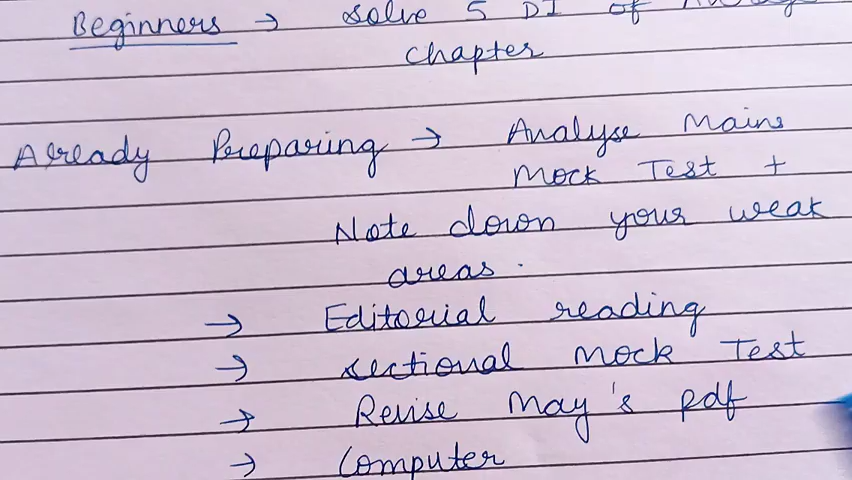 Beginners → Solve 5 DI of Average
chapter
Already Preparing → Analyse Mains
Mock Test +
Note down your weak
areas.
→ Editorial reading
→ sectional mock Test
→ Revise May's pdf
→ Computer